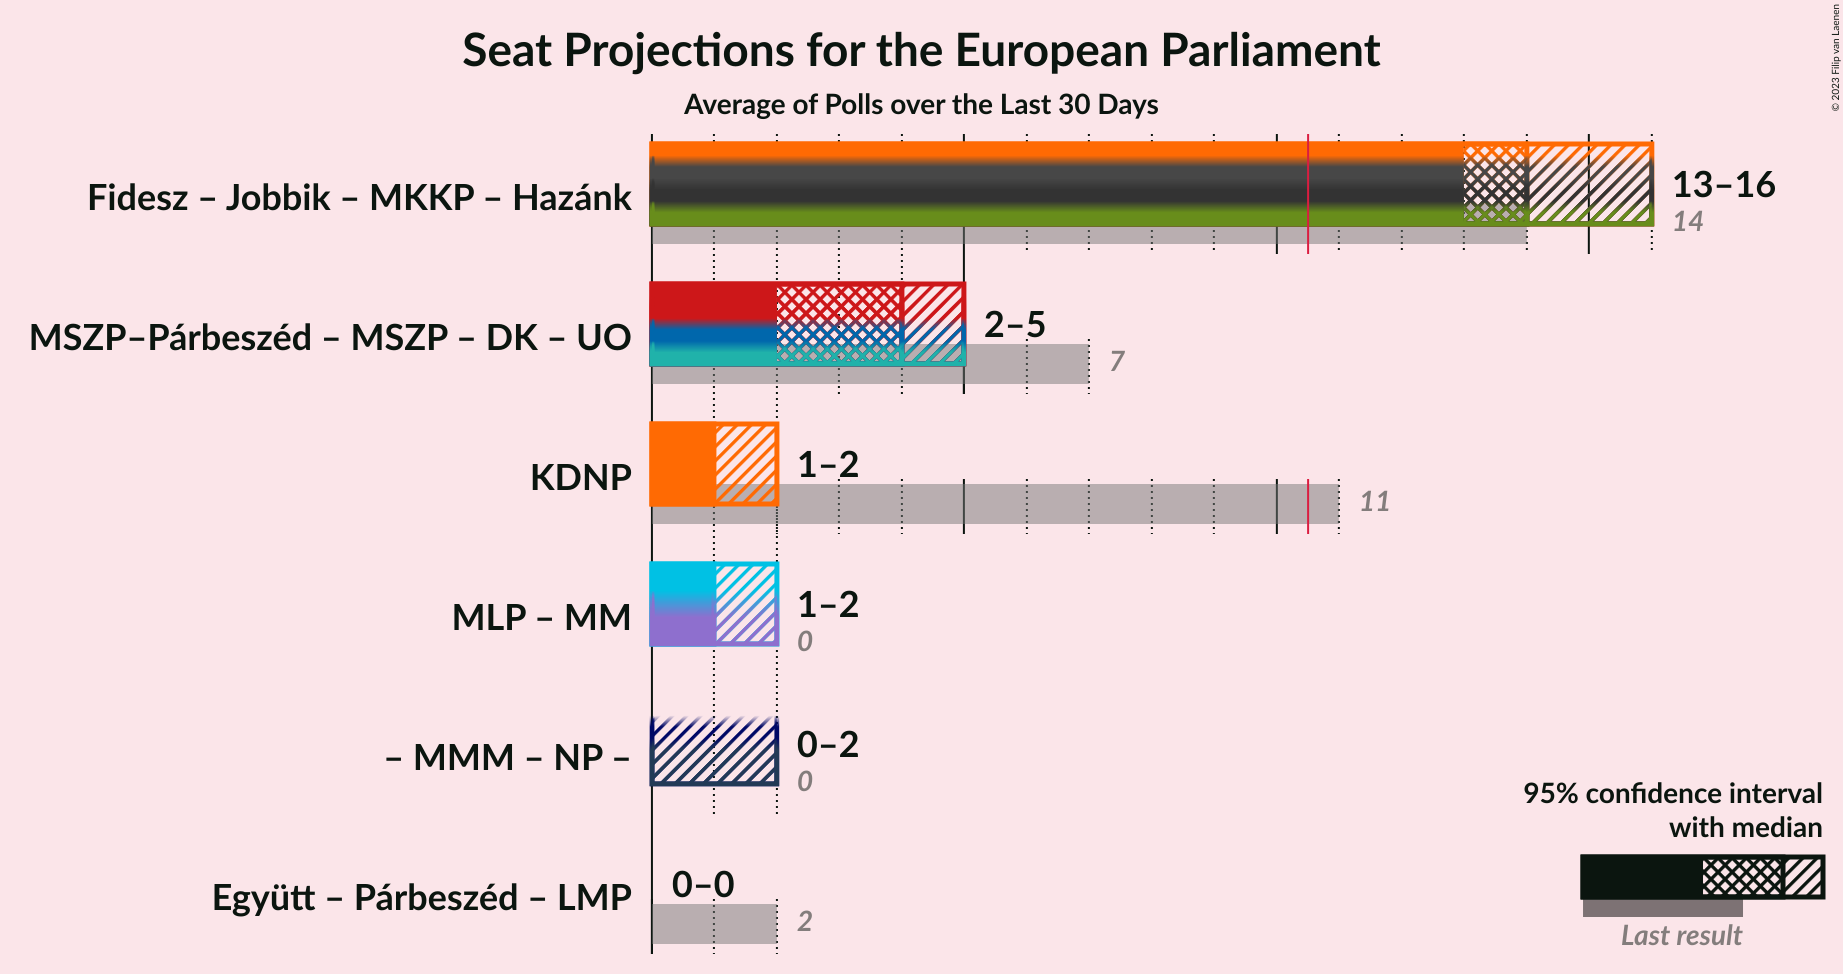 Seat Projections for the European Parliament
Average of Polls over the Last 30 Days
© 2023 Filip van Laenen
Fidesz – Jobbik – MKKP – Hazánk
13–16
14
MSZP–Párbeszéd – MSZP – DK – UO
2–5
7
KDNP
1–2
11
MLP – MM
1–2
0
– MMM – NP –
0–2
0
Együtt – Párbeszéd – LMP
0–0
2
95% confidence interval
with median
Last result